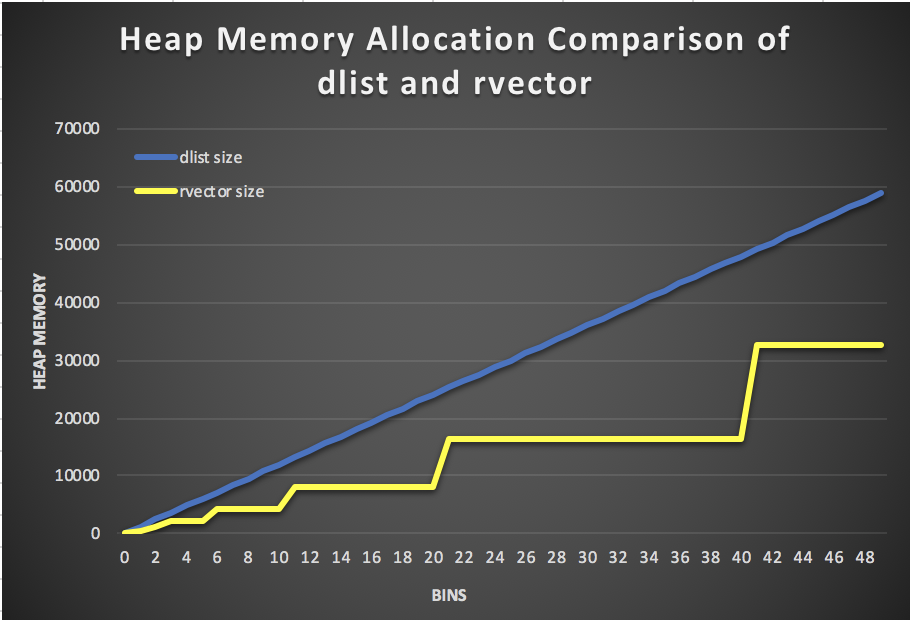 Heap Memory Allocation Comparison of
dlist and rvector
70000
dlist size
60000
rvector size
50000
40000
30000
20000
10000
0
HEAP MEMORY
0 2 4 6 8 10 12 14 16 18 20 22 24 26 28 30 32 34 36 38 40 42 44 46 48
BINS